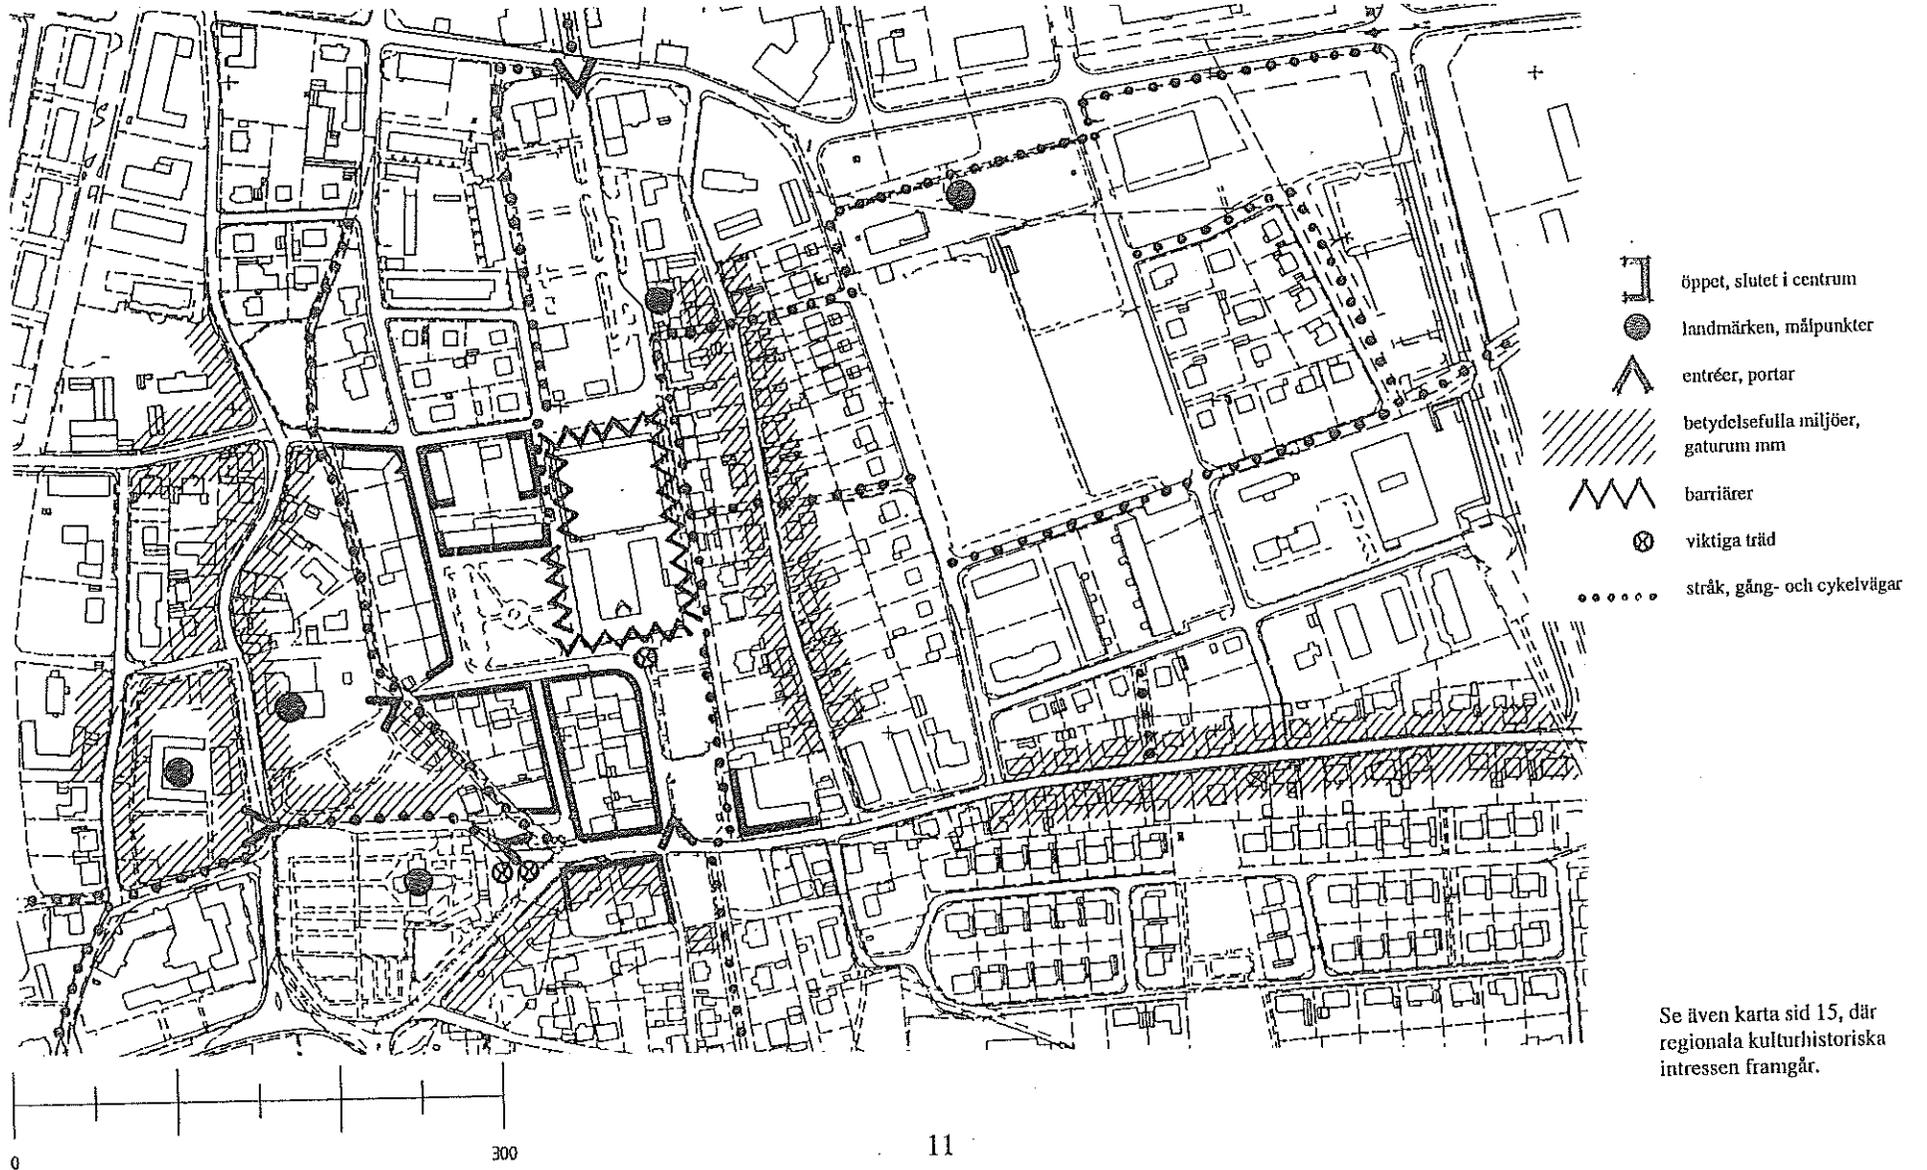 öppet, slutet i centrum
landmärken, målpunkter
entréer, portar
betydelsefulla miljöer,
gaturum mm
barriärer
viktiga träd
stråk, gång- och cykelvägar
Se även karta sid 15, där
regionala kulturhistoriska
intressen framgår.
0
300
11